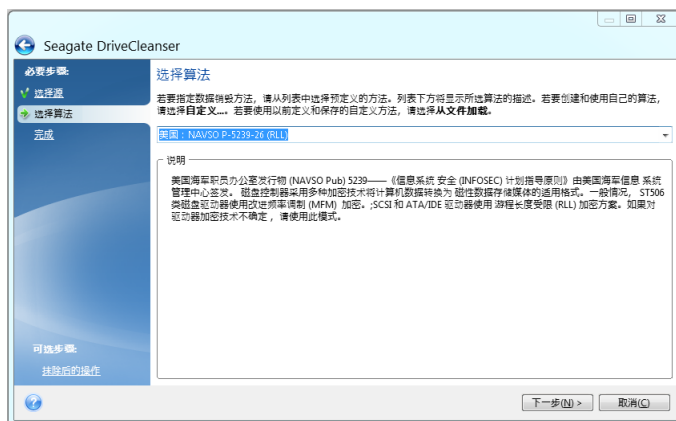 Seagate DriveCleanser
必要步骤:
选择源
选择算法
完成
选择算法
若要指定数据销毁方法，请从列表中选择预定义的方法。列表下方将显示所选算法的描述。若要创建和使用自己的算法，
请选择自定义...。若要使用以前定义和保存的自定义方法，请选择从文件加载。
美国：NAVSO P-5239-26 (RLL)
说明
美国海军职员办公室发行物 (NAVSO Pub) 5239——《信息系统 安全 (INFOSEC) 计划指导原则》由美国海军信息 系统
管理中心签发。 磁盘控制器采用多种加密技术将计算机数据转换为 磁性数据存储媒体的适用格式。一般情况， ST506
类磁盘驱动器使用改进频率调制 (MFM) 加密。;SCSI 和 ATA/IDE 驱动器使用 游程长度受限 (RLL) 加密方案。如果对
驱动器加密技术不确定 ，请使用此模式。
可选步骤:
抹除后的操作
下一步(N) >
取消(C)